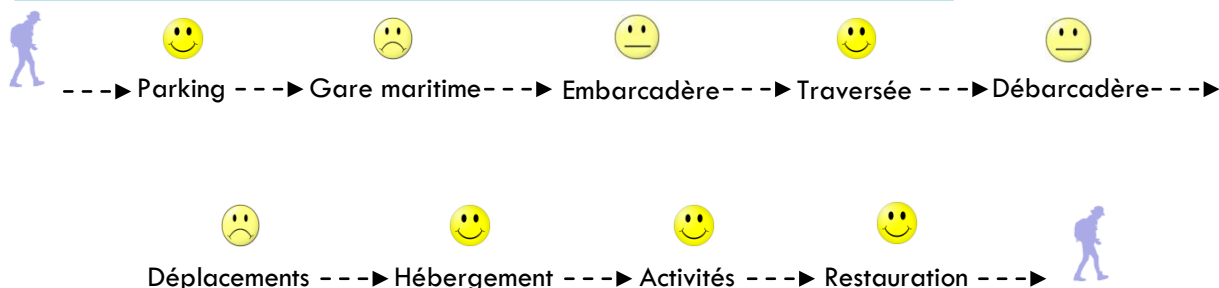 Parking Gare maritime Embarcadère Traversée Débarcadère
Déplacements Hébergement Activités Restauration